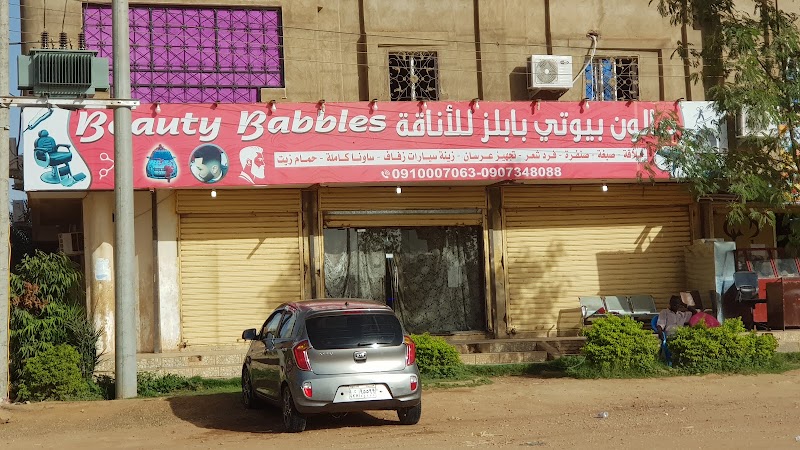 Beauty Babbles صالون بيوتي بابلز للأناقة
حلاقة - صبغة - صنفرة - فرد شعر - تجهيز عرسان - زينة سيارات زفاف - ساونا كاملة - حمام زيت
0910007063-0907348088